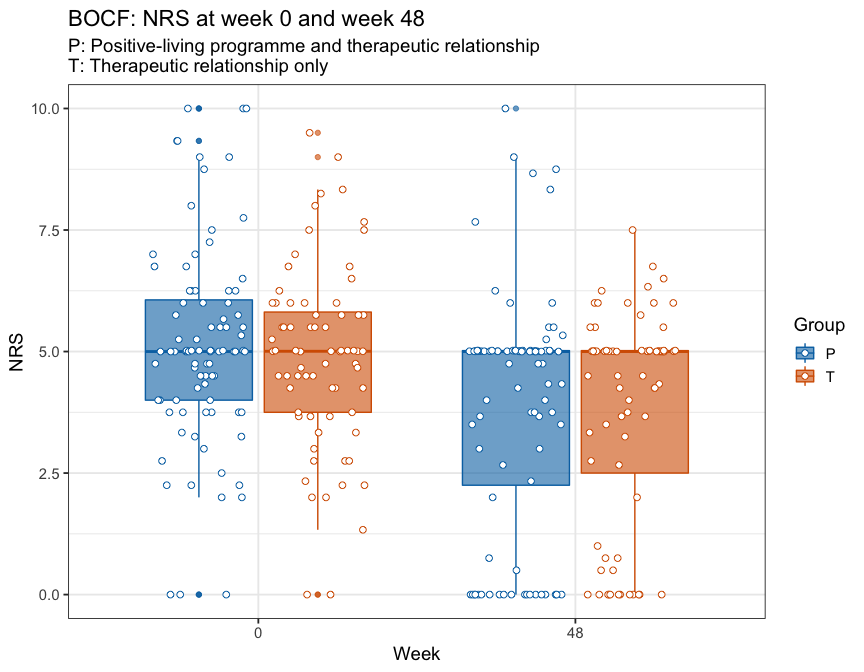 BOCF: NRS at week 0 and week 48
P: Positive-living programme and therapeutic relationship
T: Therapeutic relationship only
NRS
10.0
7.5
5.0
2.5
0.0
0
48
Week
Group
P
T